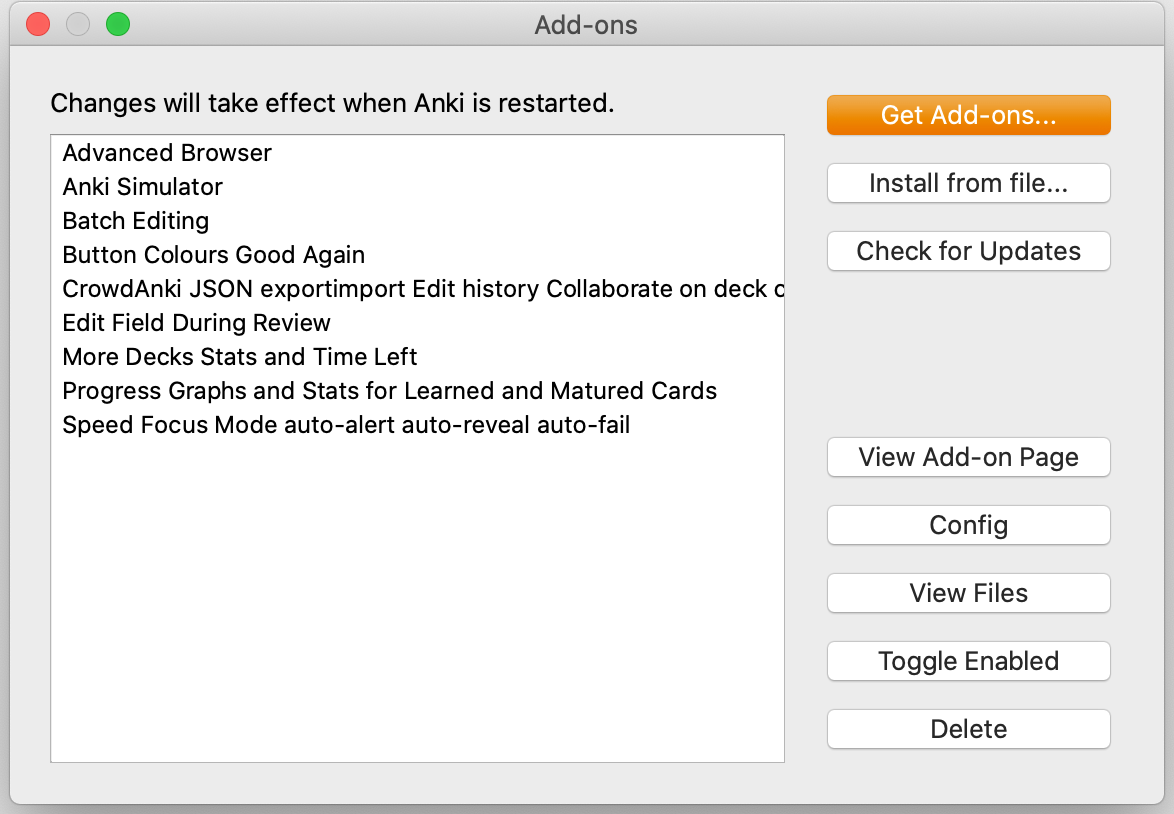 Add-ons
Changes will take effect when Anki is restarted.
Advanced Browser
Anki Simulator
Batch Editing
Button Colours Good Again
CrowdAnki JSON exportimport Edit history Collaborate on deck
Edit Field During Review
More Decks Stats and Time Left
Progress Graphs and Stats for Learned and Matured Cards
Speed Focus Mode auto-alert auto-reveal auto-fail
Get Add-ons...
Install from file...
Check for Updates
View Add-on Page
Config
View Files
Toggle Enabled
Delete